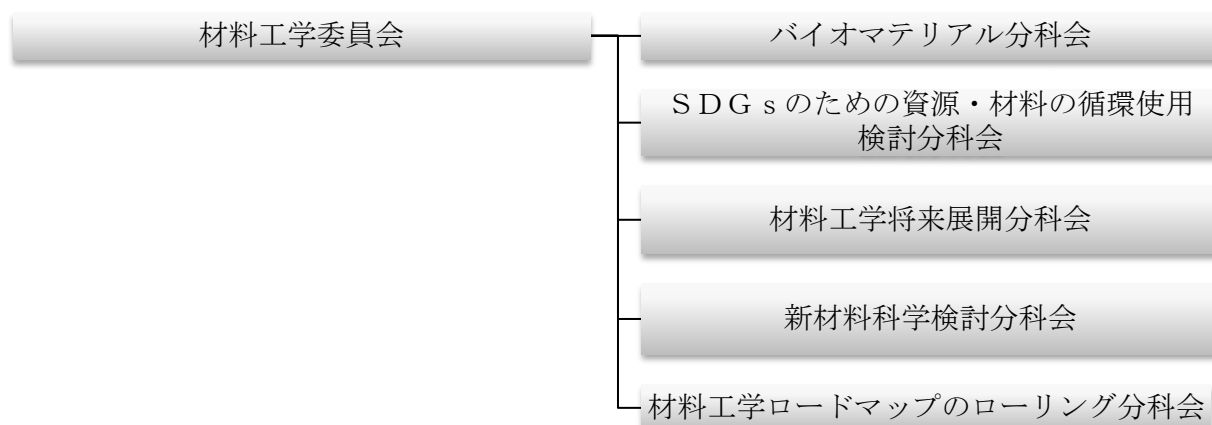 材料工学委員会
バイオマテリアル分科会
ＳＤＧｓのための資源・材料の循環使用
検討分科会
材料工学将来展開分科会
新材料科学検討分科会
材料工学ロードマップのローリング分科会